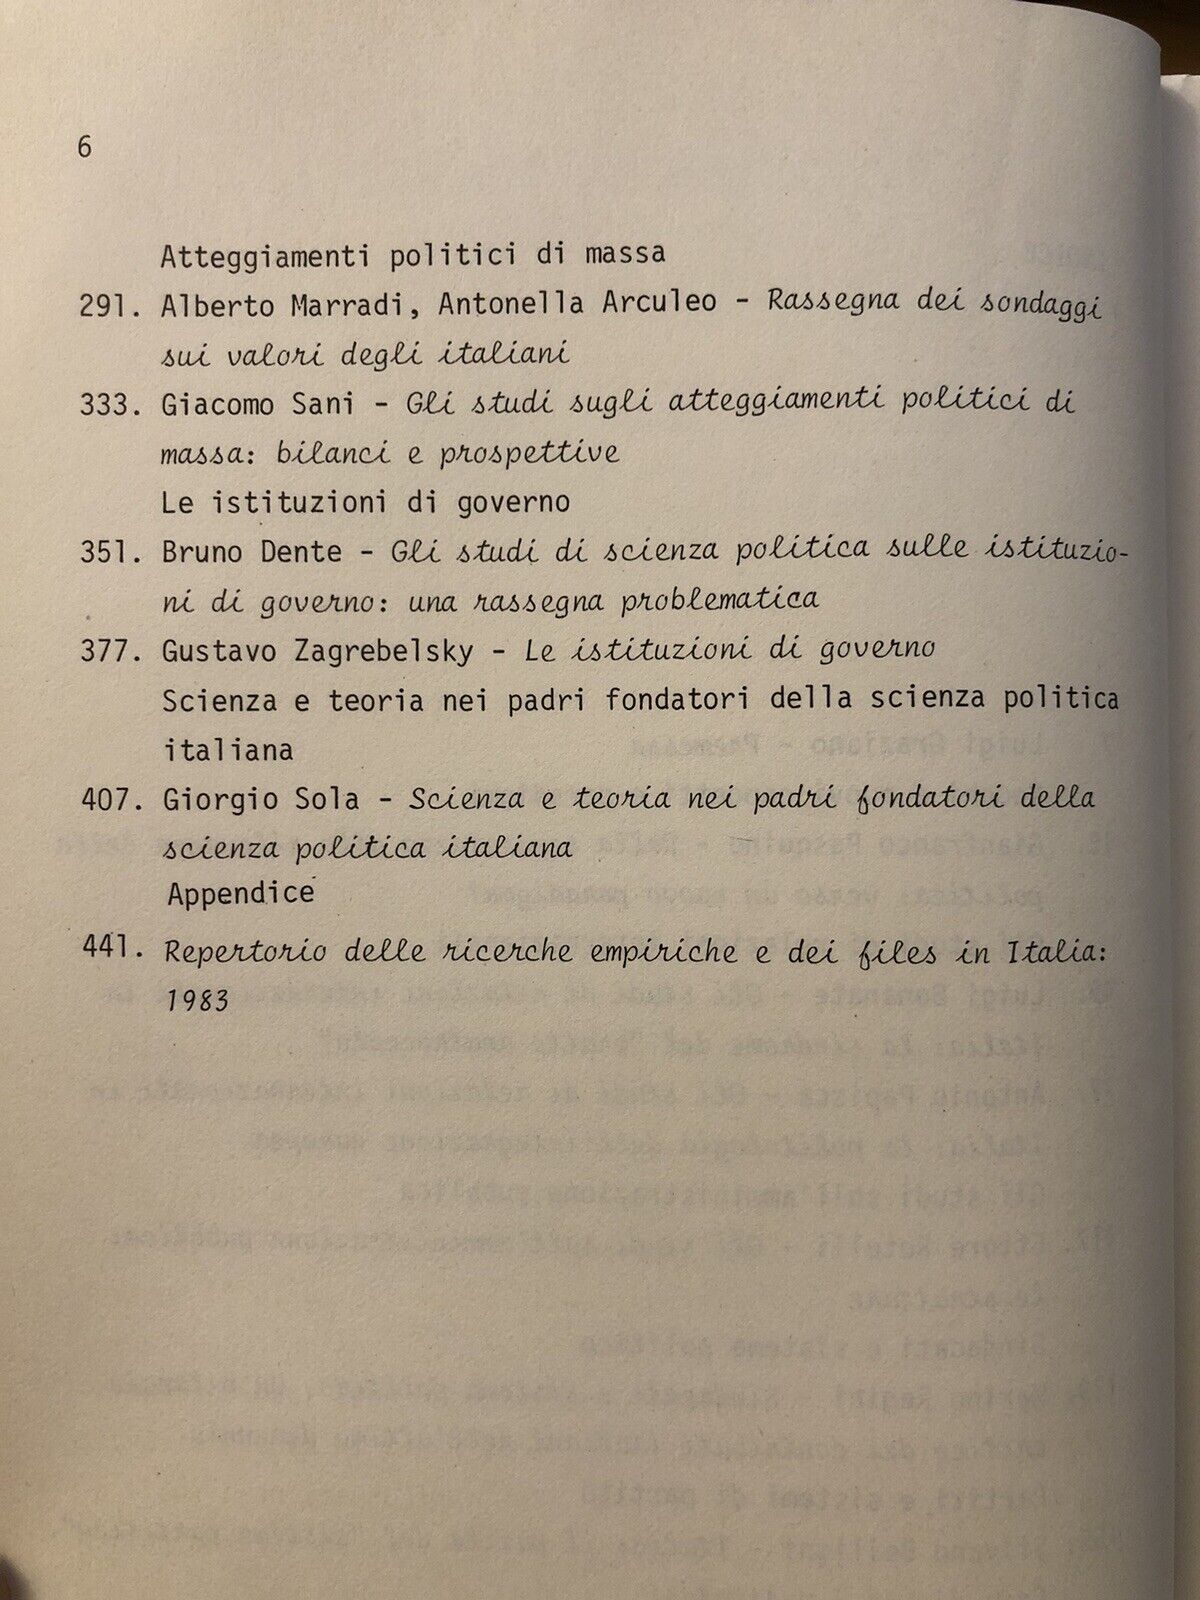 6
Atteggiamenti politici di massa
291. Alberto Marradi, Antonella Arculeo - Rassegna dei sondaggi
sui valori degli italiani
333. Giacomo Sani - Gli studi sugli atteggiamenti politici di
massa: bilanci e prospettive
Le istituzioni di governo
351. Bruno Dente - Gli studi di scienza politica sulle istituzio-
ni di governo: una rassegna problematica
377. Gustavo Zagrebelsky - Le istituzioni di governo
Scienza e teoria nei padri fondatori della scienza politica
italiana
407. Giorgio Sola - Scienza e teoria nei padri fondatori della
scienza politica italiana
Appendice
441. Repertorio delle ricerche empiriche e dei files in Italia:
1983